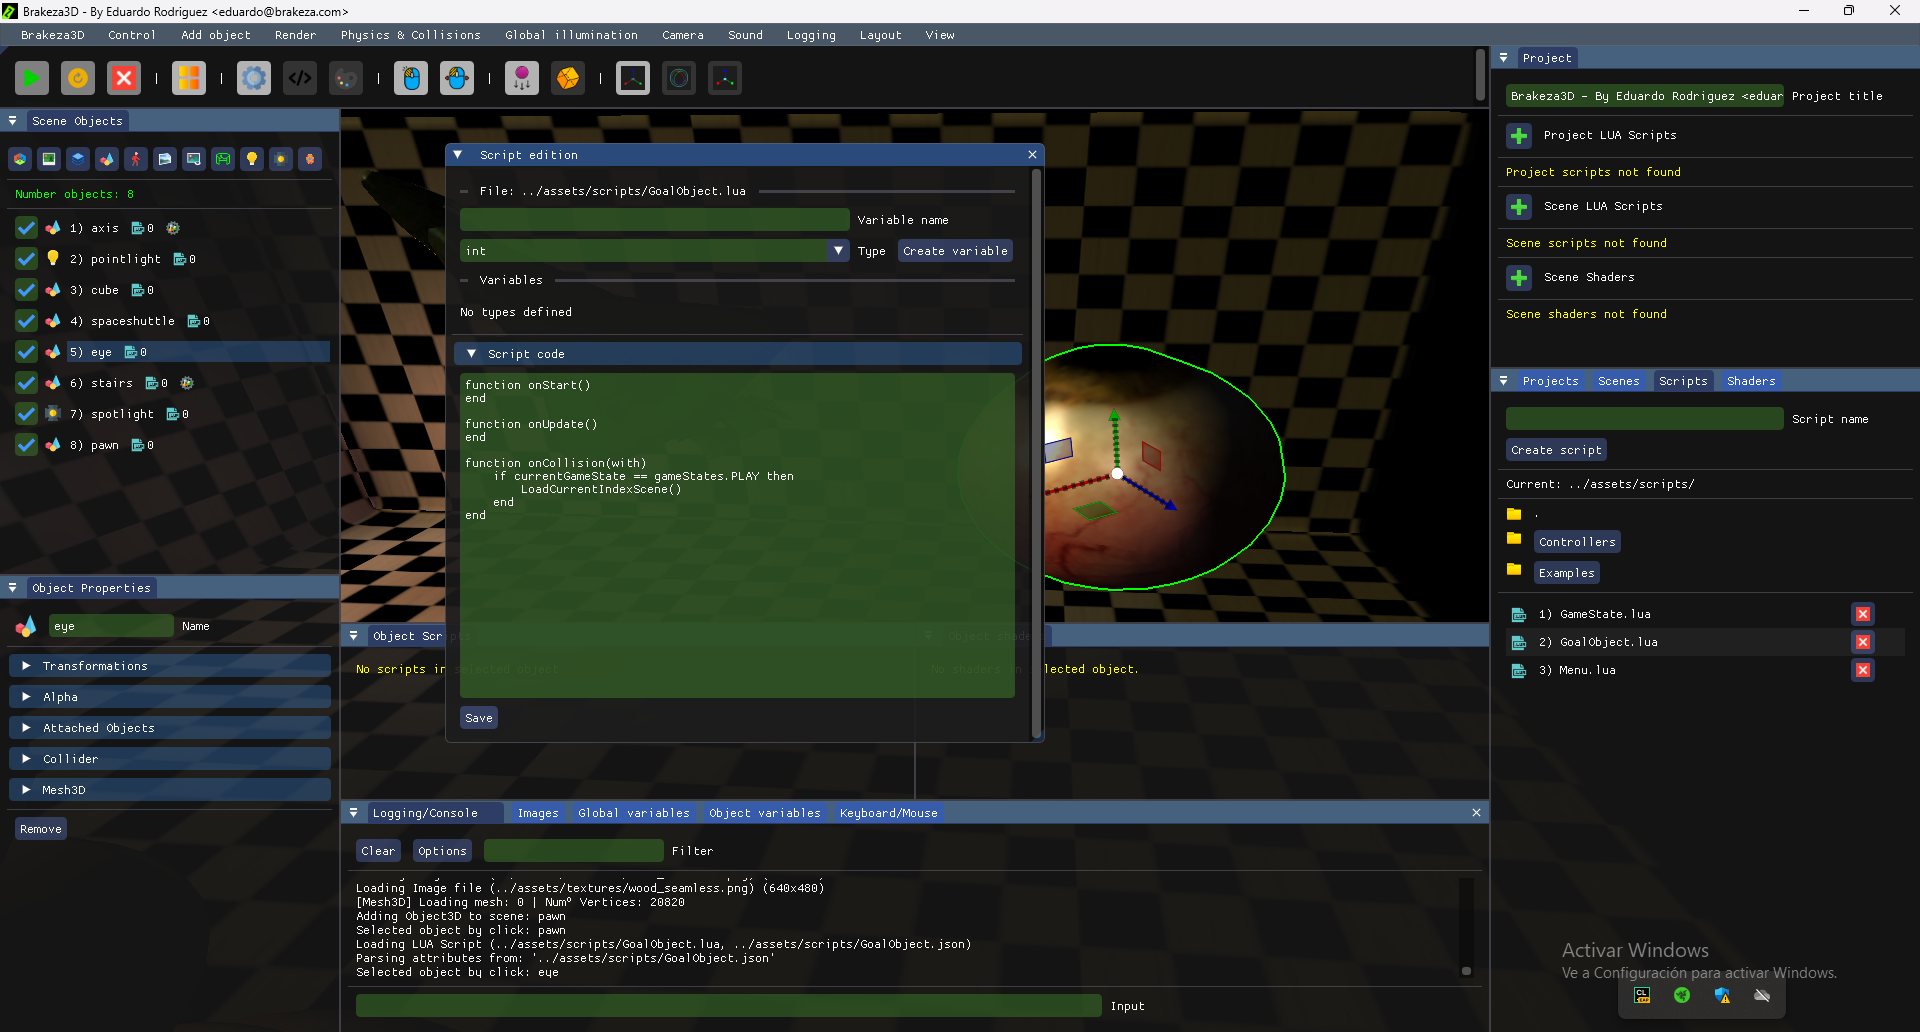 Brakeza3D - By Eduardo Rodriguez <eduardo@brakeza.com>
Brakeza3D Control Add object Render Physics & Collisions Global illumination Camera Sound Logging Layout View
Scene Objects
Number objects: 8
1) axis 0
2) pointlight 0
3) cube 0
4) spaceshuttle 0
5) eye 0
6) stairs 0
7) spotlight 0
8) pawn 0
Object Properties
eye Name
Transformations
Alpha
Attached Objects
Collider
Mesh3D
Remove
Script edition
File: ../assets/scripts/GoalObject.lua
Variable name
int Type Create variable
Variables
No types defined
Script code
function onStart()
end
function onUpdate()
end
function onCollision(with)
if currentGameState == gameStates.PLAY then
LoadCurrentIndexScene()
end
end
Save
Object Scripts
No scripts in selected object
Object Shaders
No shaders in selected object.
Logging/Console Images Global variables Object variables Keyboard/Mouse
Clear Options Filter
Loading Image file (../assets/textures/wood_seamless.png) (640x480)
[Mesh3D] Loading mesh: 0 | Numº Vertices: 20820
Adding Object3D to scene: pawn
Selected object by click: pawn
Loading LUA Script (../assets/scripts/GoalObject.lua, ../assets/scripts/GoalObject.json)
Parsing attributes from: '../assets/scripts/GoalObject.json'
Selected object by click: eye
Input
Project
Brakeza3D - By Eduardo Rodriguez <eduar Project title
Project LUA Scripts
Project scripts not found
Scene LUA Scripts
Scene scripts not found
Scene Shaders
Scene shaders not found
Projects Scenes Scripts Shaders
Script name
Create script
Current: ../assets/scripts/
.
Controllers
Examples
1) GameState.lua
2) GoalObject.lua
3) Menu.lua
Activar Windows
Ve a Configuración para activar Windows.